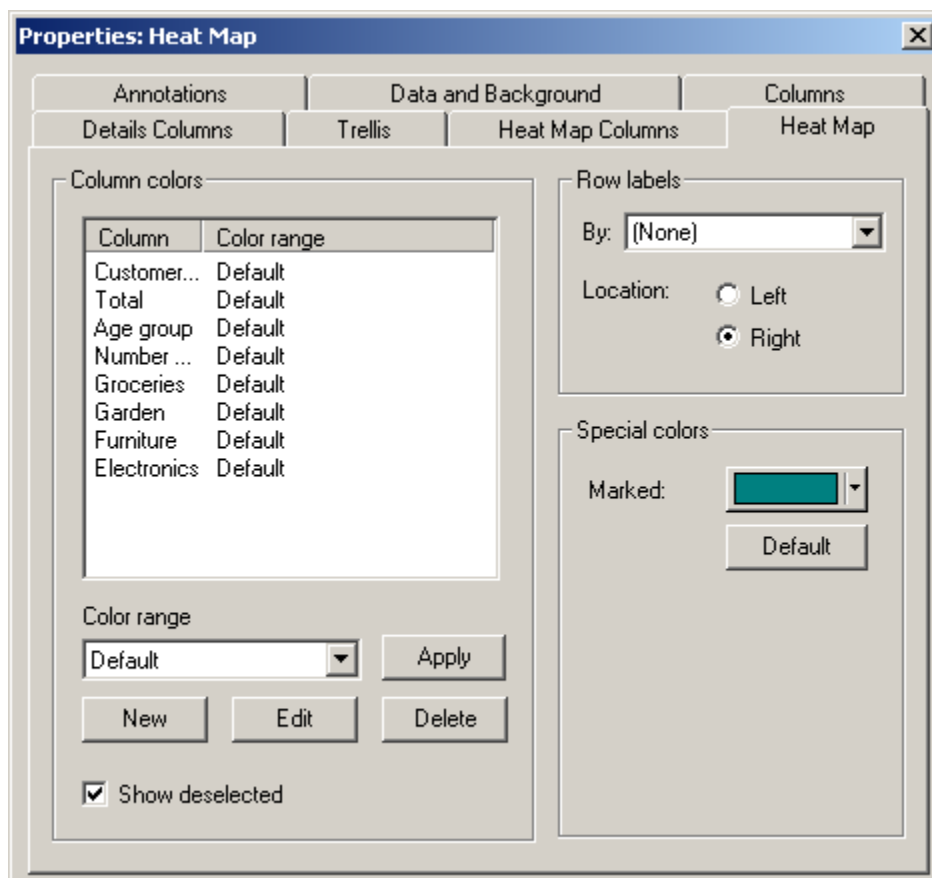 Properties: Heat Map
Annotations
Data and Background
Columns
Details Columns
Trellis
Heat Map Columns
Heat Map
Column colors
Column Color range
Customer... Default
Total Default
Age group Default
Number ... Default
Groceries Default
Garden Default
Furniture Default
Electronics Default
Color range
Default
Apply
New
Edit
Delete
Show deselected
Row labels
By: (None)
Location:
Left
Right
Special colors
Marked:
Default